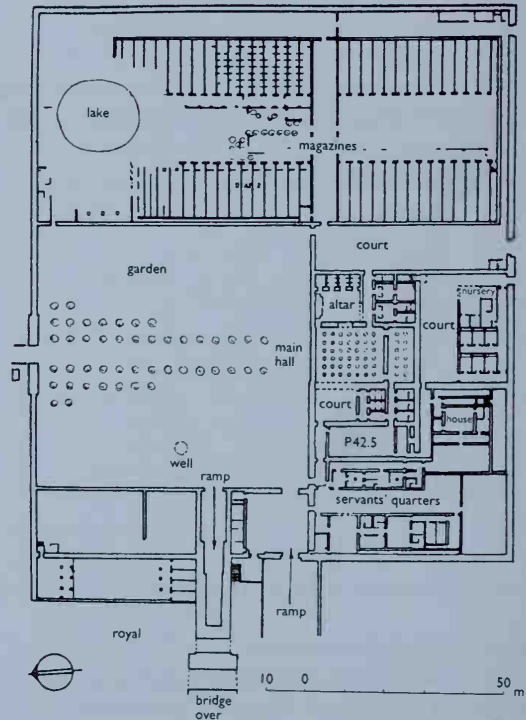 lake
magazines
court
garden
altar
nursery
court
main
hall
court
house
P42.5
well
ramp
servants' quarters
ramp
royal
10 0 50
m
bridge
over